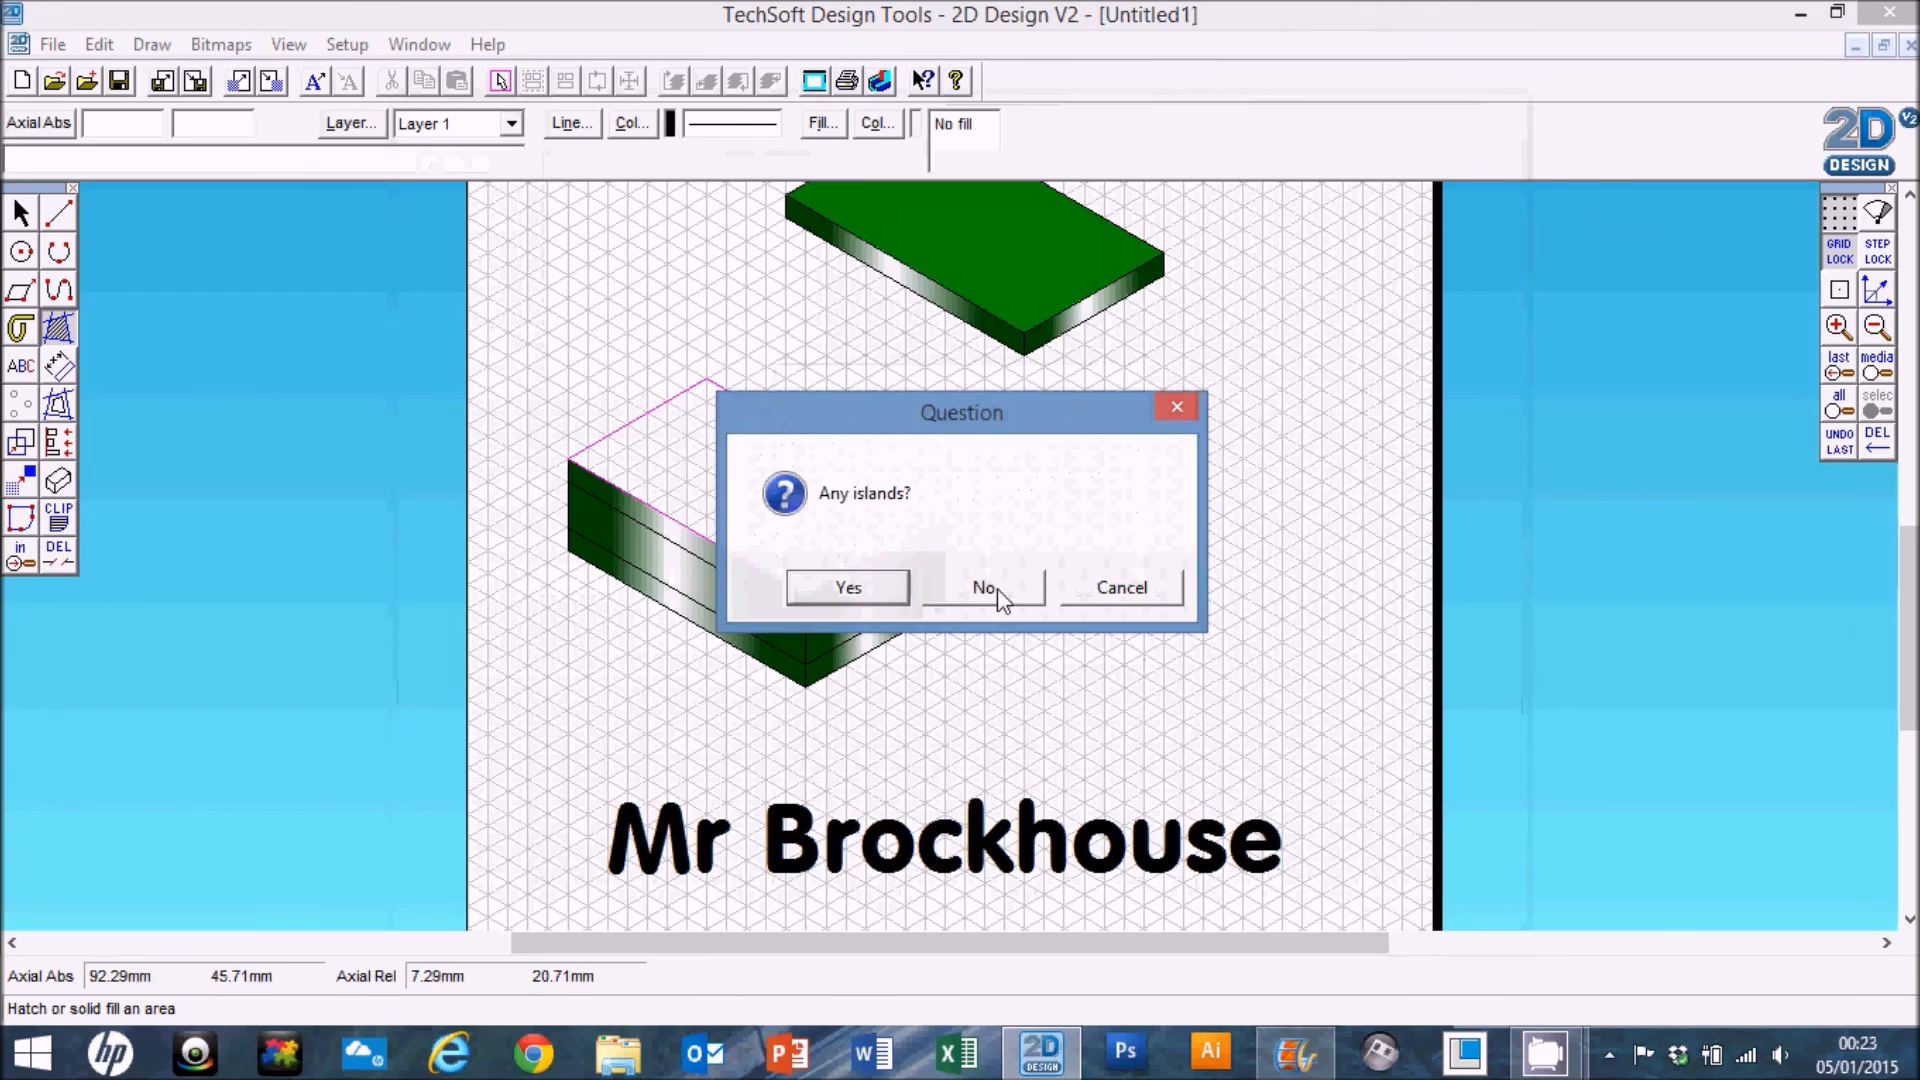 TechSoft Design Tools - 2D Design V2 - [Untitled1]
File Edit Draw Bitmaps View Setup Window Help
Axial Abs Layer... Layer 1 Line... Col... Fill... Col... No fill
2D V2
DESIGN
GRID LOCK STEP LOCK
ABC
last media
all selec
UNDO LAST DEL
CLIP
in DEL
Question
Any islands?
Yes No Cancel
Mr Brockhouse
Axial Abs 92.29mm 45.71mm Axial Rel 7.29mm 20.71mm
Hatch or solid fill an area
hp 2D DESIGN Ps Ai
00:23
05/01/2015